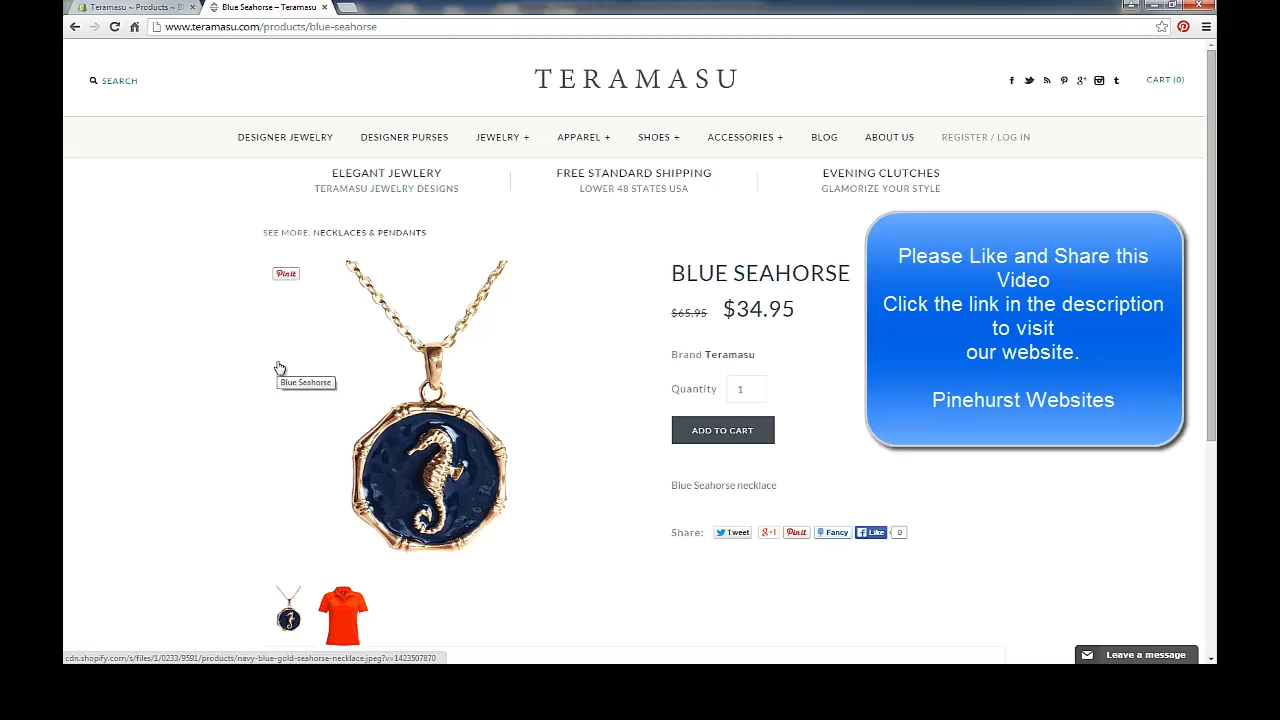 Teramasu ~ Products ~ Bl
Blue Seahorse – Teramasu
www.teramasu.com/products/blue-seahorse
SEARCH
TERAMASU
CART (0)
DESIGNER JEWELRY DESIGNER PURSES JEWELRY + APPAREL + SHOES + ACCESSORIES + BLOG ABOUT US REGISTER / LOG IN
ELEGANT JEWLERY
TERAMASU JEWELRY DESIGNS
FREE STANDARD SHIPPING
LOWER 48 STATES USA
EVENING CLUTCHES
GLAMORIZE YOUR STYLE
SEE MORE: NECKLACES & PENDANTS
Pin it
Blue Seahorse
BLUE SEAHORSE
$65.95 $34.95
Brand Teramasu
Quantity 1
ADD TO CART
Blue Seahorse necklace
Share: Tweet g+1 Pin it Fancy Like 0
Please Like and Share this
Video
Click the link in the description
to visit
our website.
Pinehurst Websites
cdn.shopify.com/s/files/1/0233/9591/products/navy-blue-gold-seahorse-necklace.jpeg?v=1423507870
Leave a message